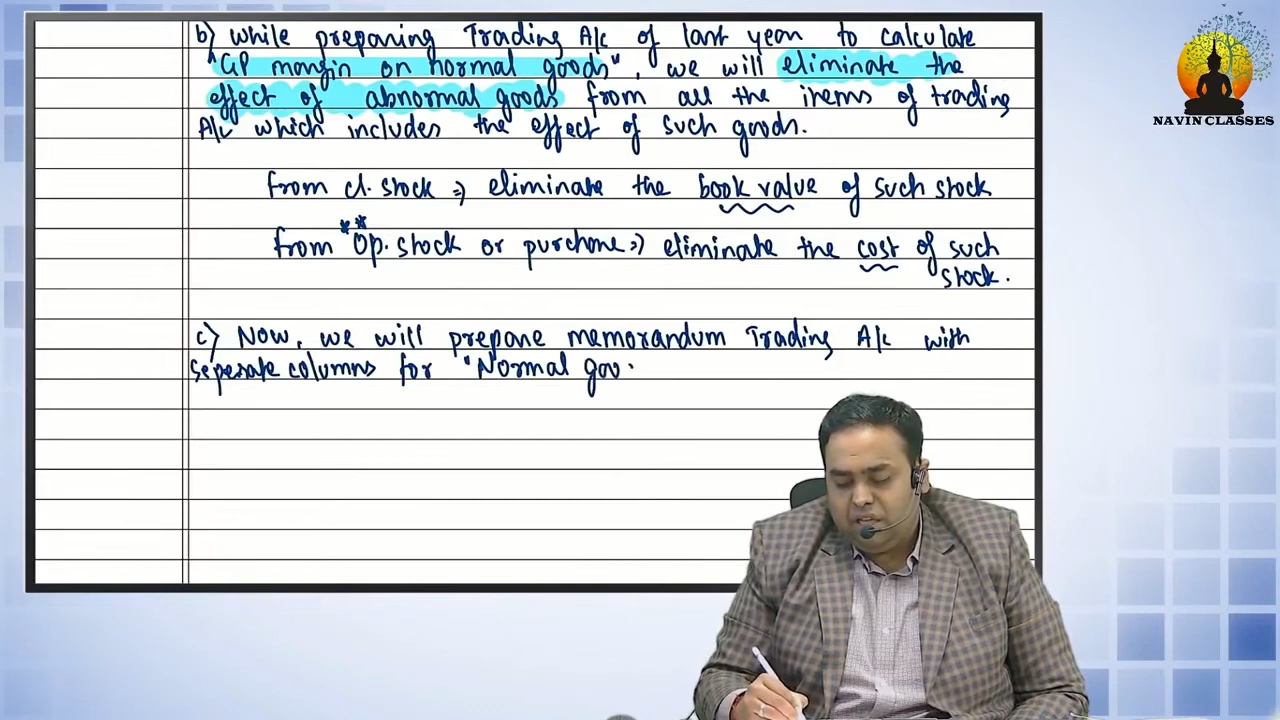 b) While preparing Trading A/c of last year to calculate
"GP margin on normal goods", we will eliminate the
effect of abnormal goods from all the items of trading
A/c which includes the effect of such goods.
from cl. stock => eliminate the book value of such stock
from **Op. stock or purchase => eliminate the cost of such
stock.
c) Now, we will prepare memorandum Trading A/c with
seperate columns for "Normal goo
NAVIN CLASSES